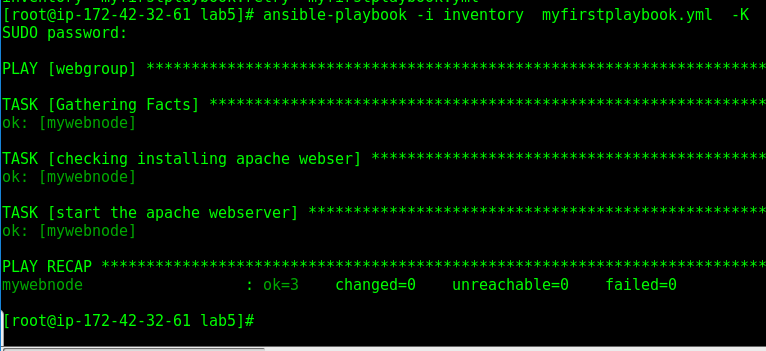 [root@ip-172-42-32-61 lab5]# ansible-playbook -i inventory  myfirstplaybook.yml  -K
SUDO password:
PLAY [webgroup] *********************************************************************
TASK [Gathering Facts] **************************************************************
ok: [mywebnode]
TASK [checking installing apache webser] ********************************************
ok: [mywebnode]
TASK [start the apache webserver] ***************************************************
ok: [mywebnode]
PLAY RECAP **************************************************************************
mywebnode                  : ok=3    changed=0    unreachable=0    failed=0
[root@ip-172-42-32-61 lab5]#